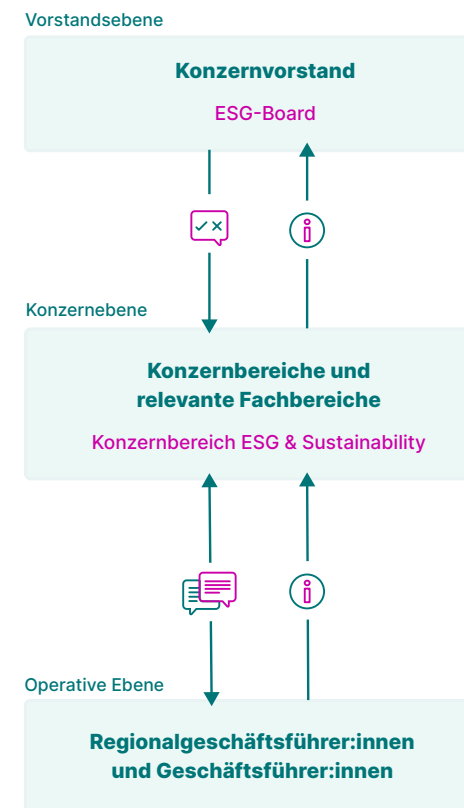 Vorstandsebene
Konzernvorstand
ESG-Board
Konzernebene
Konzernbereiche und
relevante Fachbereiche
Konzernbereich ESG & Sustainability
Operative Ebene
Regionalgeschäftsführer:innen
und Geschäftsführer:innen